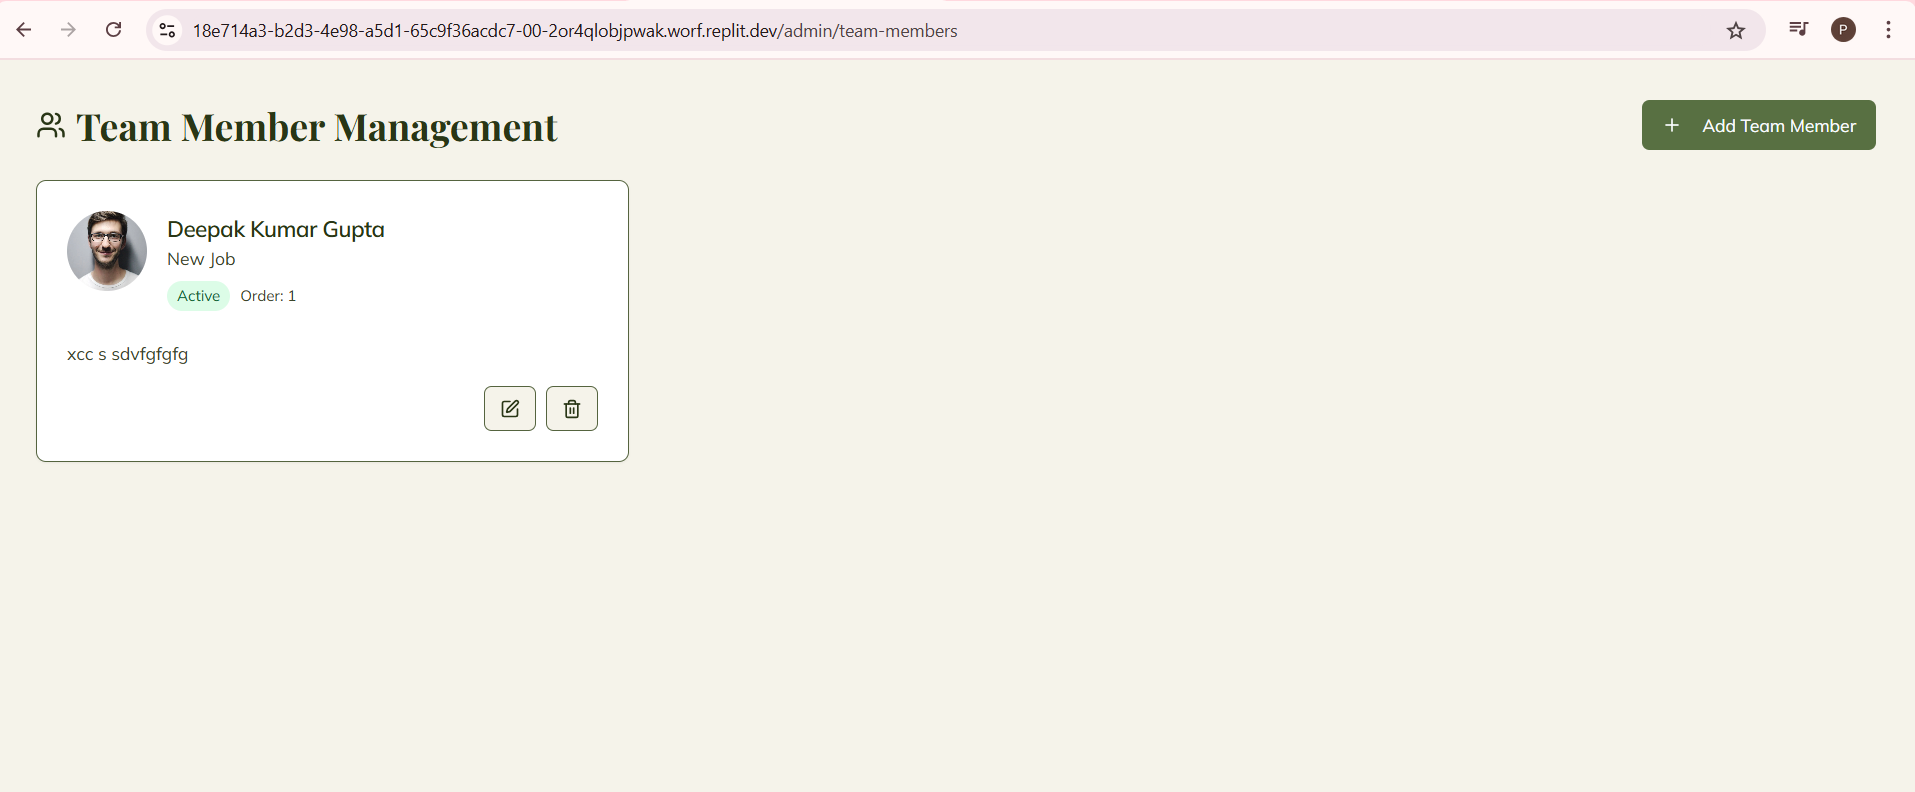 18e714a3-b2d3-4e98-a5d1-65c9f36acdc7-00-2or4qlobjpwak.worf.replit.dev/admin/team-members
P
Team Member Management
+ Add Team Member
Deepak Kumar Gupta
New Job
Active Order: 1
xcc s sdvfgfgfg